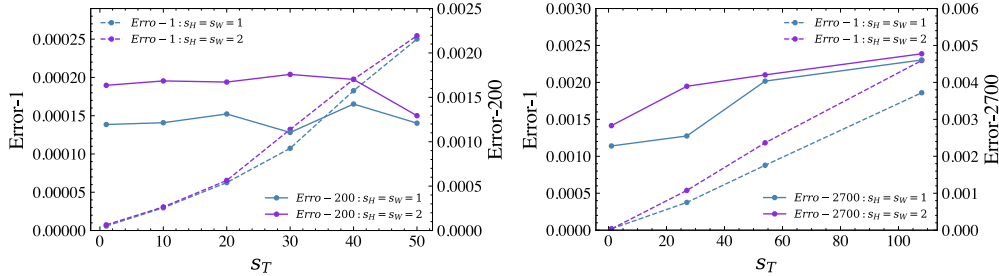 Erro − 1 : s_H = s_W = 1
Erro − 1 : s_H = s_W = 2
Erro − 200 : s_H = s_W = 1
Erro − 200 : s_H = s_W = 2
Error-1
0.00025
0.00020
0.00015
0.00010
0.00005
0.00000
0 10 20 30 40 50
s_T
0.0025
0.0020
0.0015
0.0010
0.0005
0.0000
Error-200
Erro − 1 : s_H = s_W = 1
Erro − 1 : s_H = s_W = 2
Erro − 2700 : s_H = s_W = 1
Erro − 2700 : s_H = s_W = 2
Error-1
0.0030
0.0025
0.0020
0.0015
0.0010
0.0005
0.0000
0 20 40 60 80 100
s_T
0.006
0.005
0.004
0.003
0.002
0.001
0.000
Error-2700